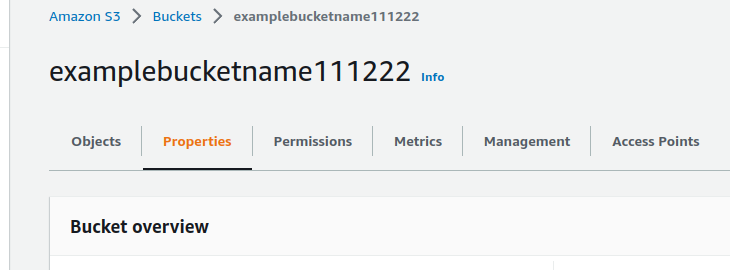 Amazon S3 > Buckets > examplebucketname111222
examplebucketname111222 Info
Objects Properties Permissions Metrics Management Access Points
Bucket overview